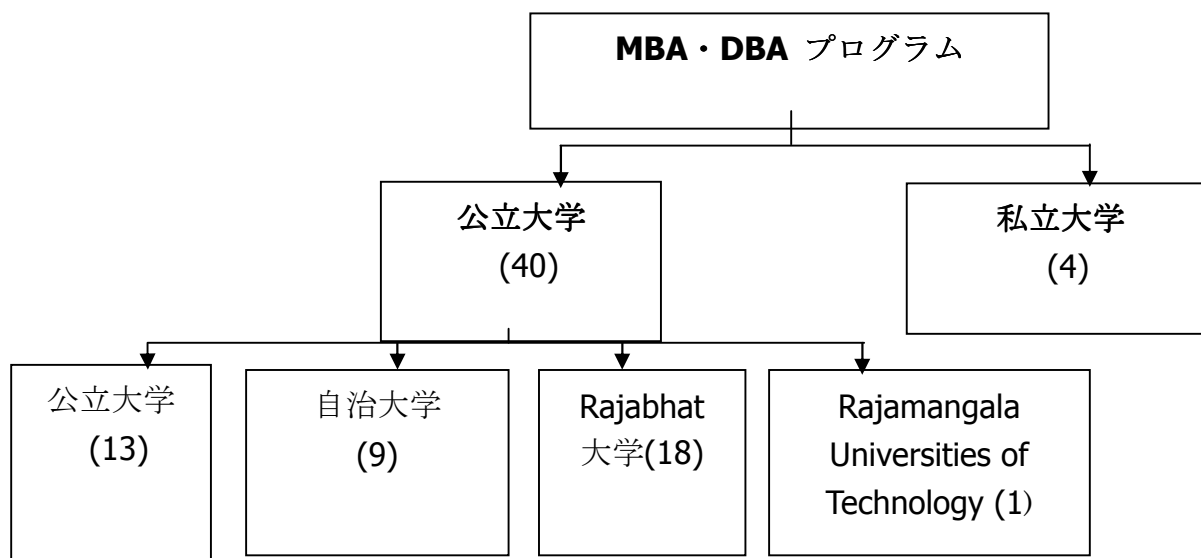 MBA・DBA プログラム
公立大学
(40)
私立大学
(4)
公立大学
(13)
自治大学
(9)
Rajabhat
大学(18)
Rajamangala
Universities of
Technology (1)